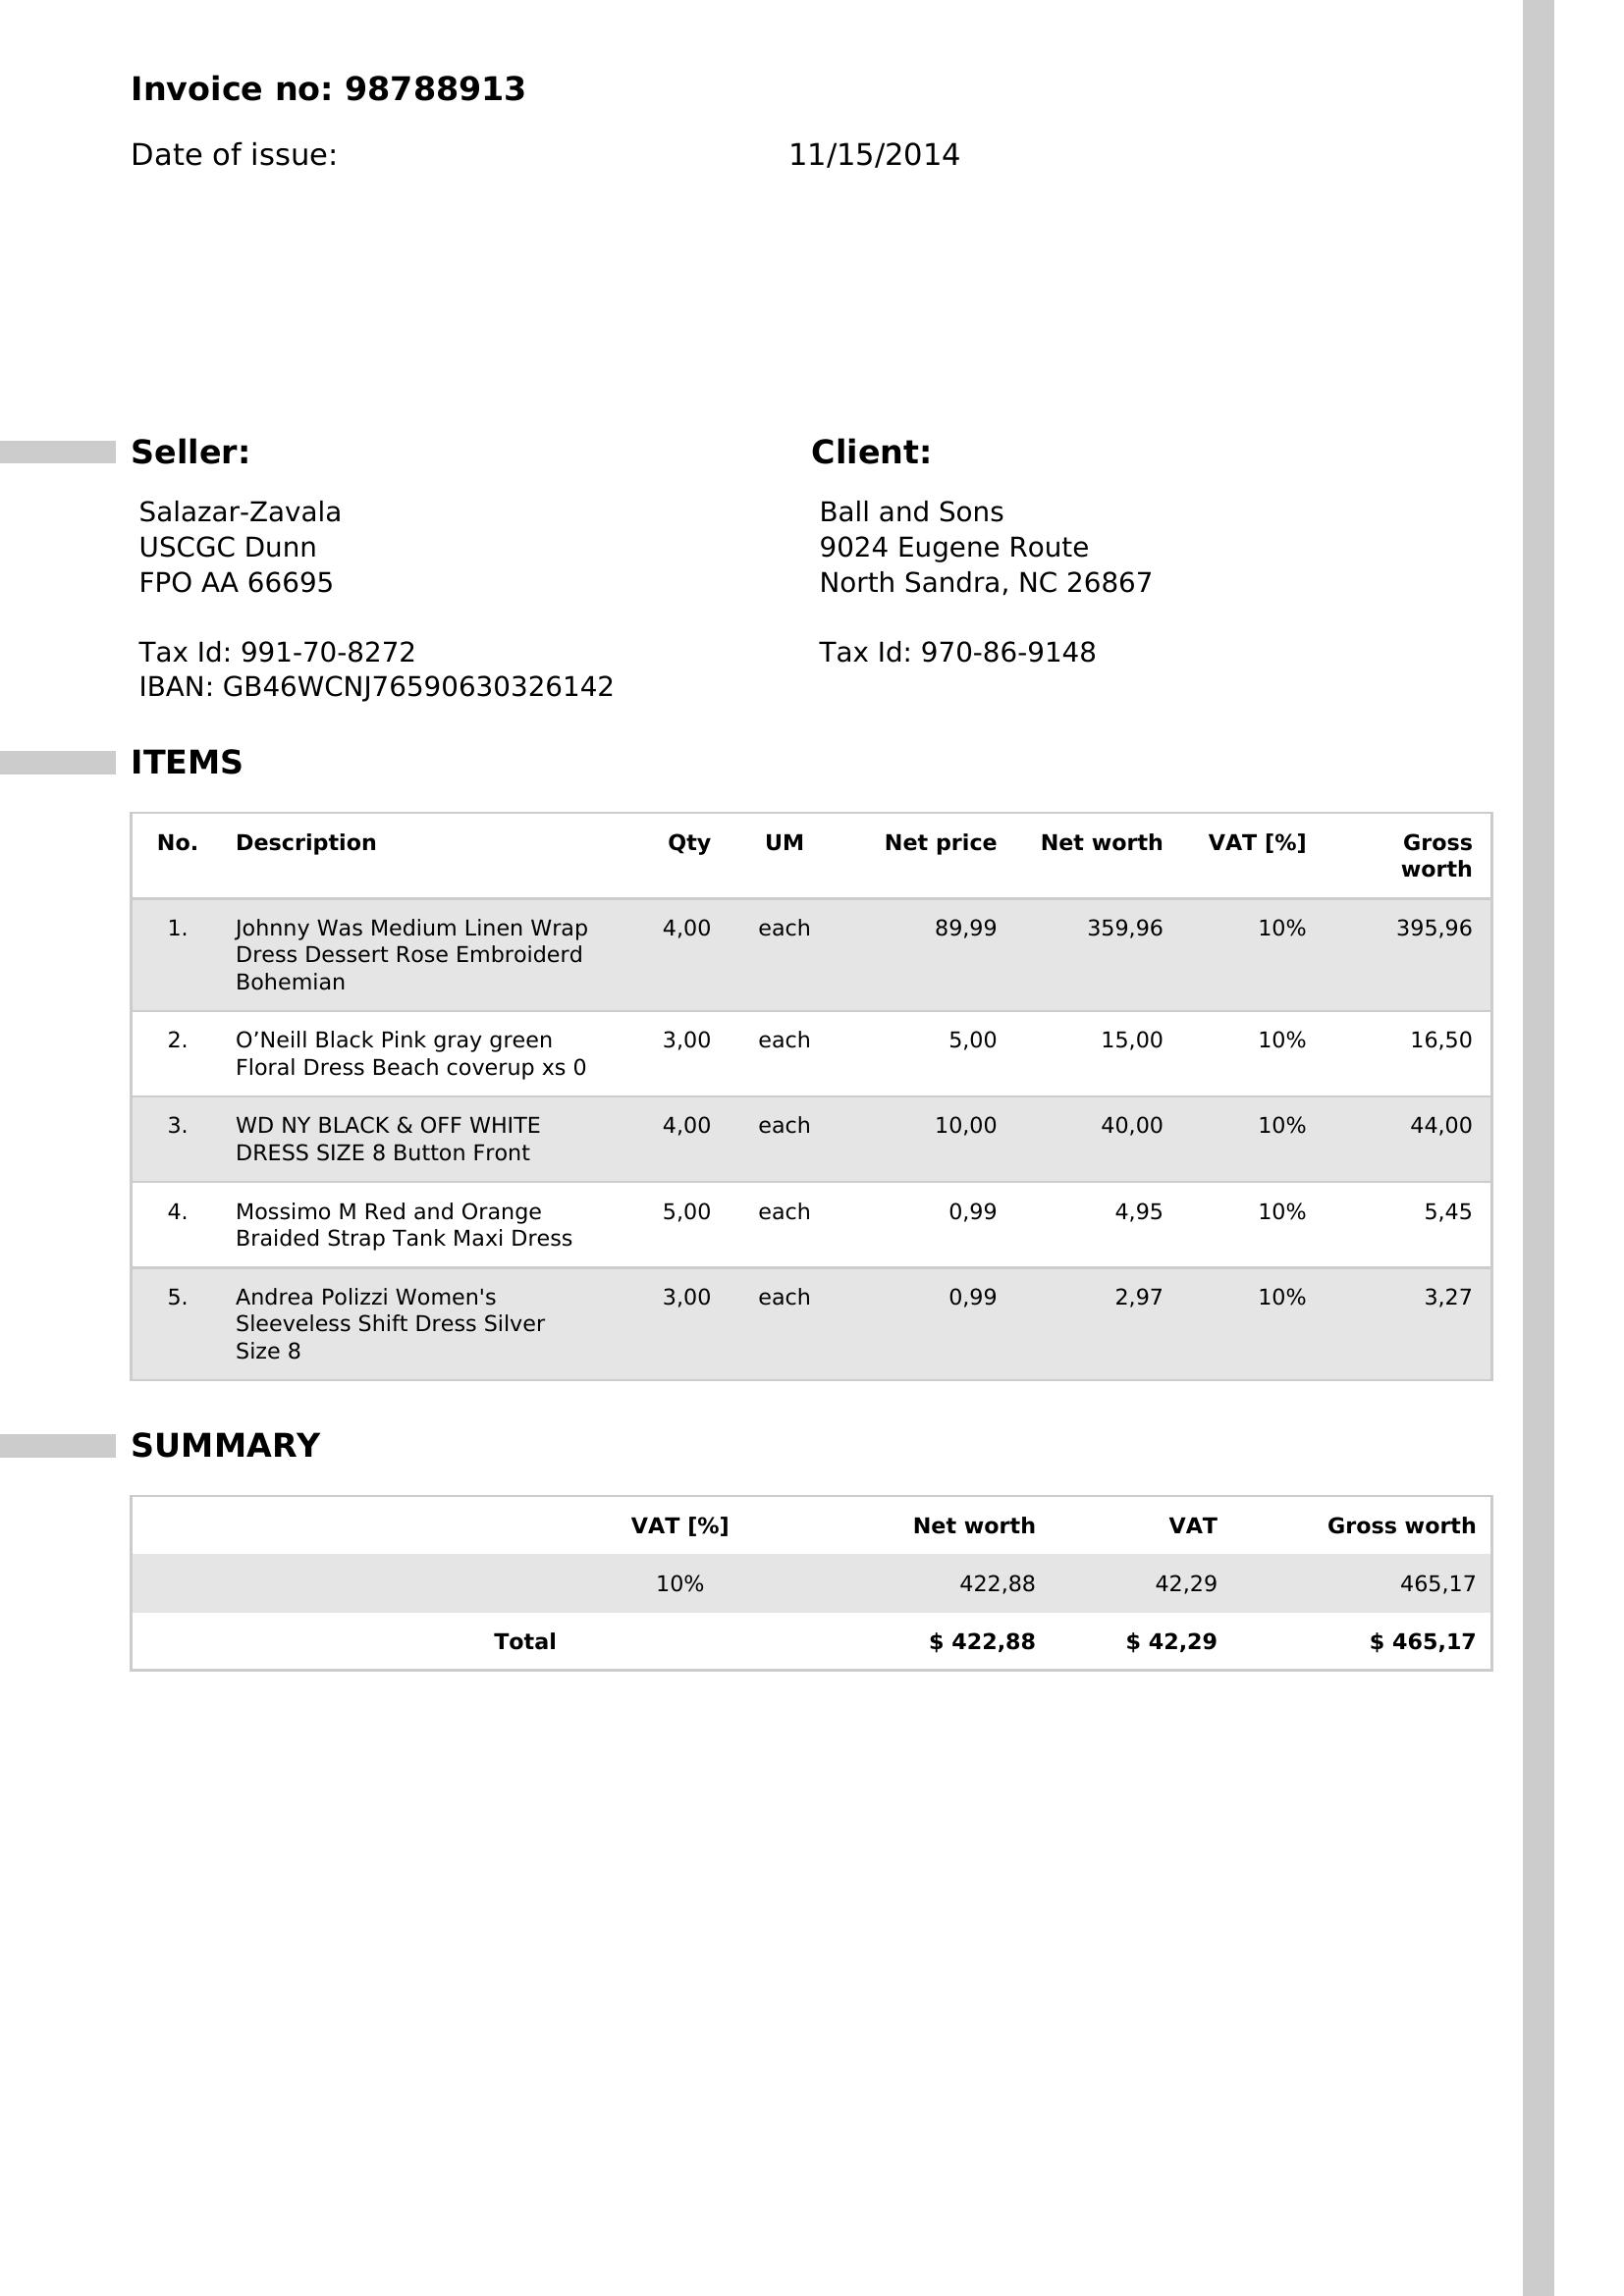 Invoice no: 98788913
Date of issue: 11/15/2014
Seller:
Salazar-Zavala
USCGC Dunn
FPO AA 66695
Tax Id: 991-70-8272
IBAN: GB46WCNJ76590630326142
Client:
Ball and Sons
9024 Eugene Route
North Sandra, NC 26867
Tax Id: 970-86-9148
ITEMS
No. Description Qty UM Net price Net worth VAT [%] Gross
worth
1. Johnny Was Medium Linen Wrap 4,00 each 89,99 359,96 10% 395,96
Dress Dessert Rose Embroiderd
Bohemian
2. O’Neill Black Pink gray green 3,00 each 5,00 15,00 10% 16,50
Floral Dress Beach coverup xs 0
3. WD NY BLACK & OFF WHITE 4,00 each 10,00 40,00 10% 44,00
DRESS SIZE 8 Button Front
4. Mossimo M Red and Orange 5,00 each 0,99 4,95 10% 5,45
Braided Strap Tank Maxi Dress
5. Andrea Polizzi Women's 3,00 each 0,99 2,97 10% 3,27
Sleeveless Shift Dress Silver
Size 8
SUMMARY
VAT [%] Net worth VAT Gross worth
10% 422,88 42,29 465,17
Total $ 422,88 $ 42,29 $ 465,17